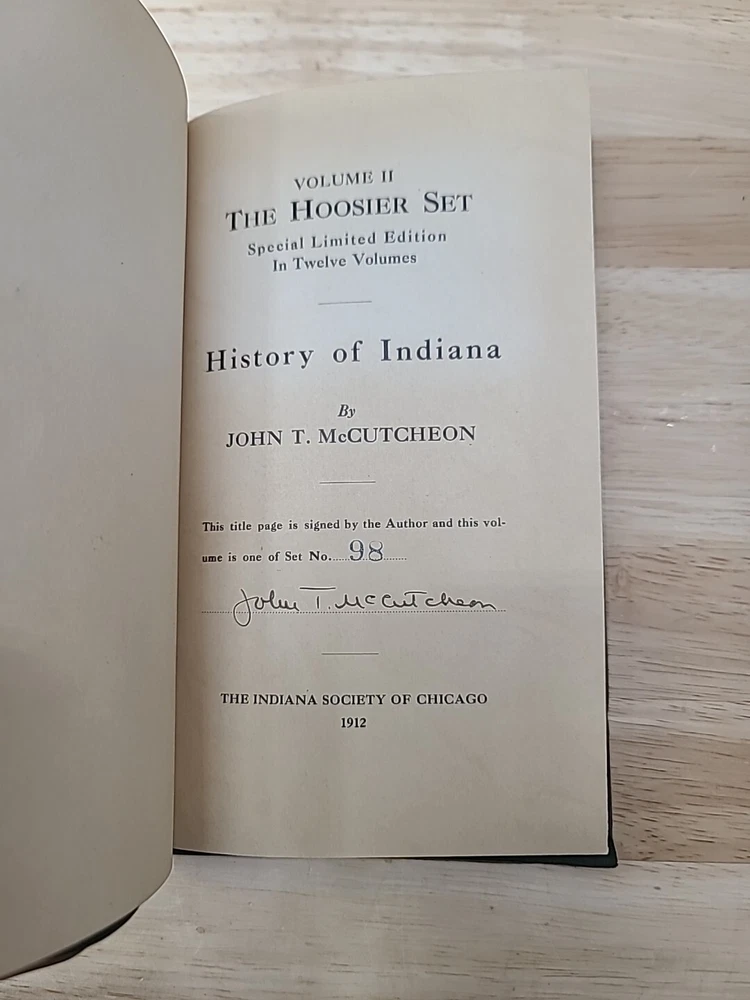 VOLUME II
THE HOOSIER SET
Special Limited Edition
In Twelve Volumes
History of Indiana
By
JOHN T. McCUTCHEON
This title page is signed by the Author and this vol-
ume is one of Set No.....98......
John T. McCutcheon
THE INDIANA SOCIETY OF CHICAGO
1912